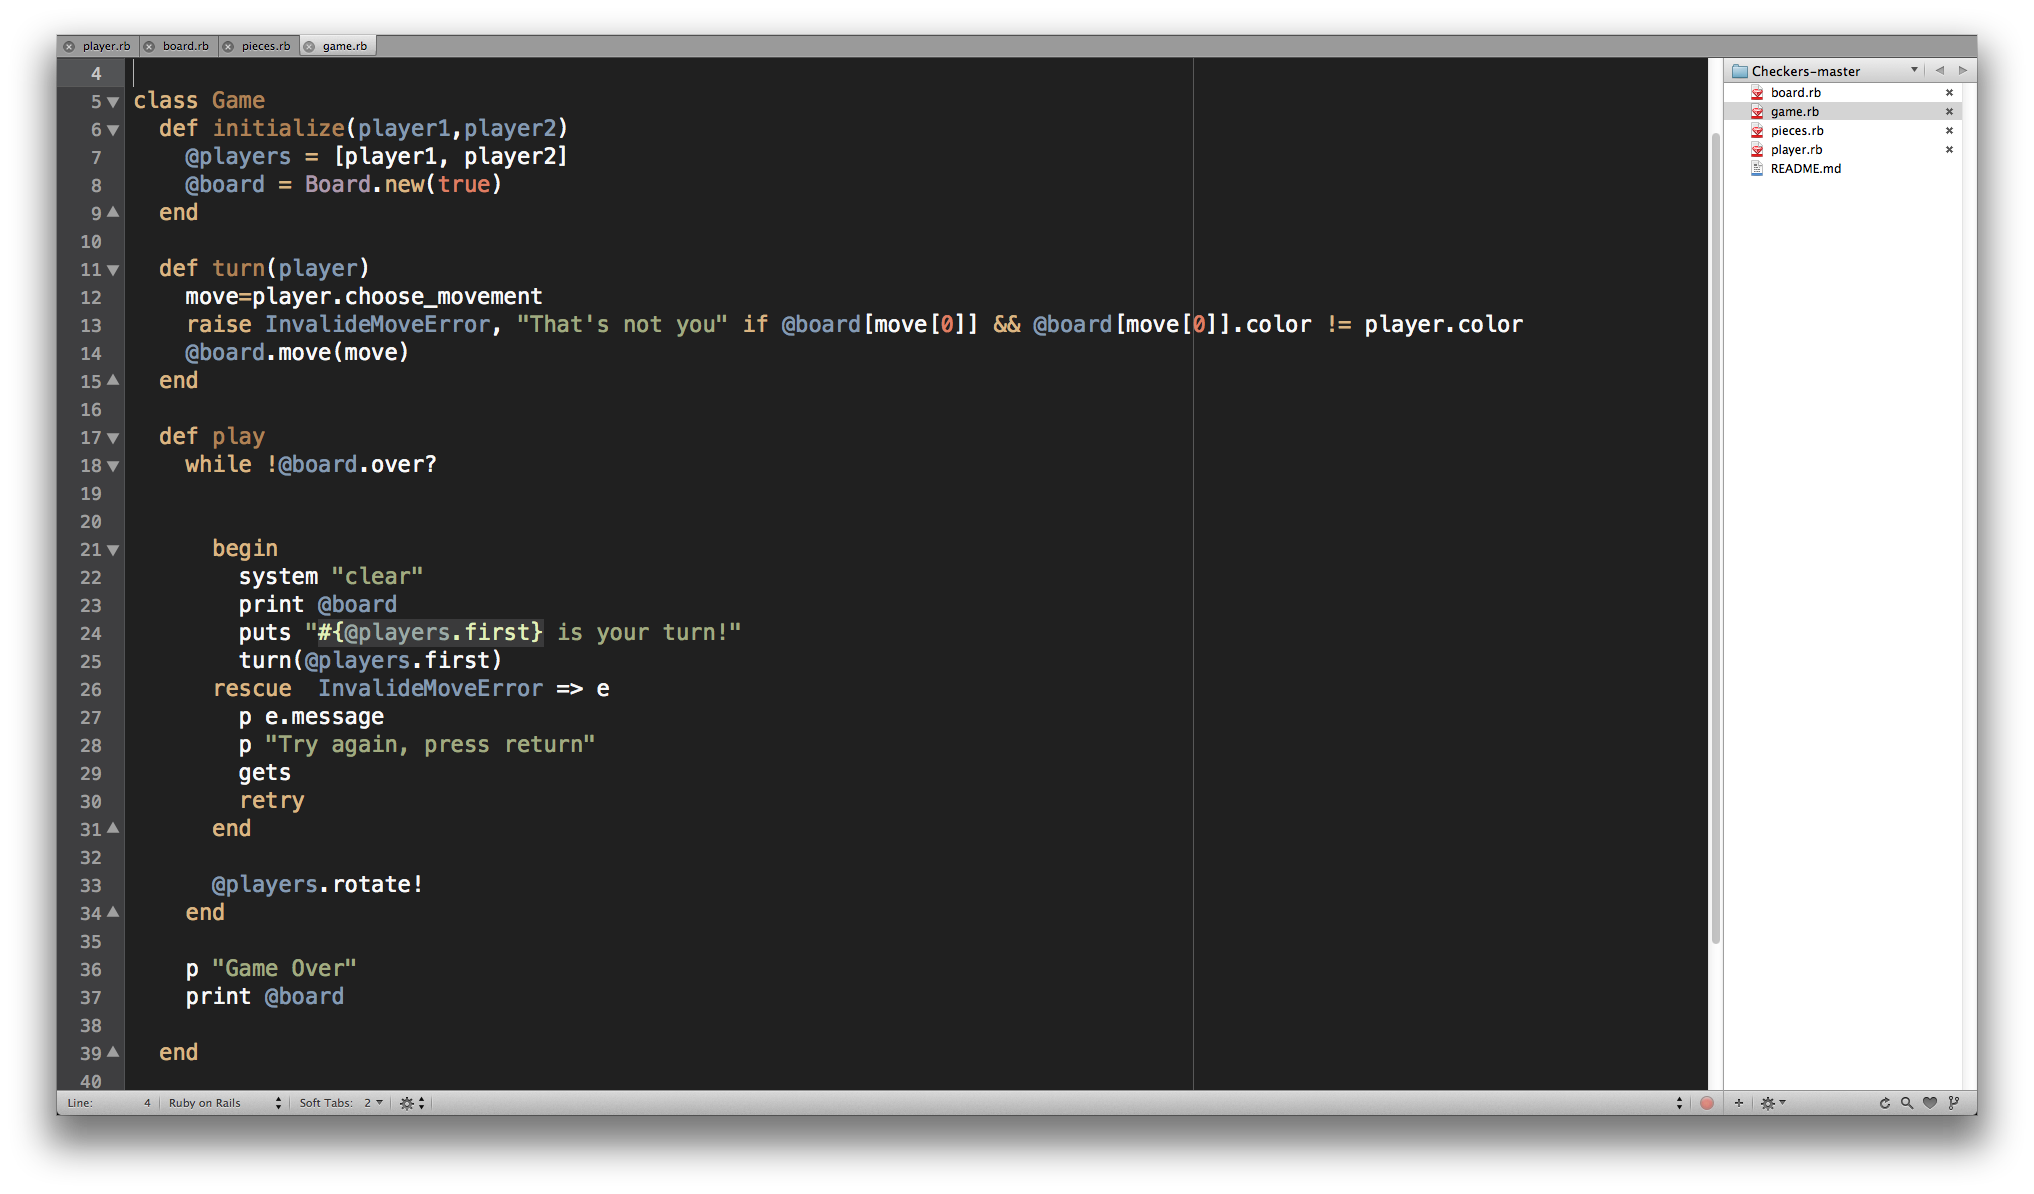 player.rb board.rb pieces.rb game.rb
4
5 class Game
6   def initialize(player1,player2)
7     @players = [player1, player2]
8     @board = Board.new(true)
9   end
10
11   def turn(player)
12     move=player.choose_movement
13     raise InvalideMoveError, "That's not you" if @board[move[0]] && @board[move[0]].color != player.color
14     @board.move(move)
15   end
16
17   def play
18     while !@board.over?
19
20
21       begin
22         system "clear"
23         print @board
24         puts "#{@players.first} is your turn!"
25         turn(@players.first)
26       rescue  InvalideMoveError => e
27         p e.message
28         p "Try again, press return"
29         gets
30         retry
31       end
32
33       @players.rotate!
34     end
35
36     p "Game Over"
37     print @board
38
39   end
40
Line: 4 Ruby on Rails Soft Tabs: 2
Checkers-master
board.rb
game.rb
pieces.rb
player.rb
README.md